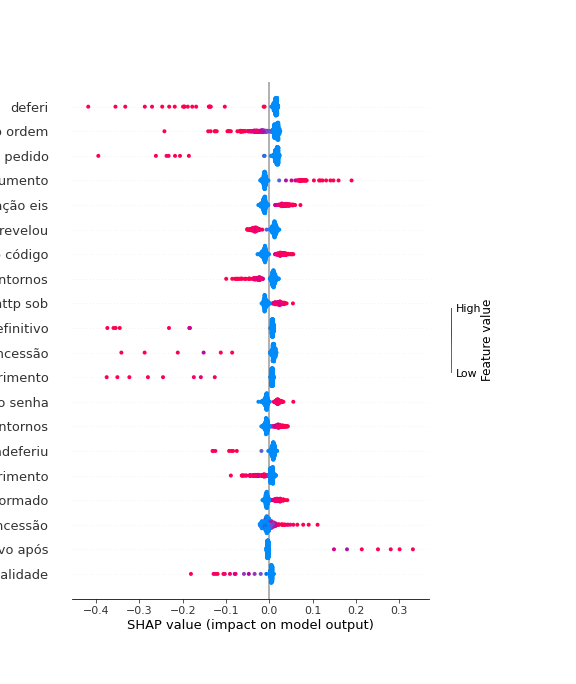 deferi
ordem
pedido
umento
ação eis
revelou
código
ntornos
http sob
efinitivo
ncessão
rimento
o senha
ntornos
ndeferiu
rimento
ormado
ncessão
vo após
alidade
High
Low
Feature value
−0.4 −0.3 −0.2 −0.1 0.0 0.1 0.2 0.3
SHAP value (impact on model output)